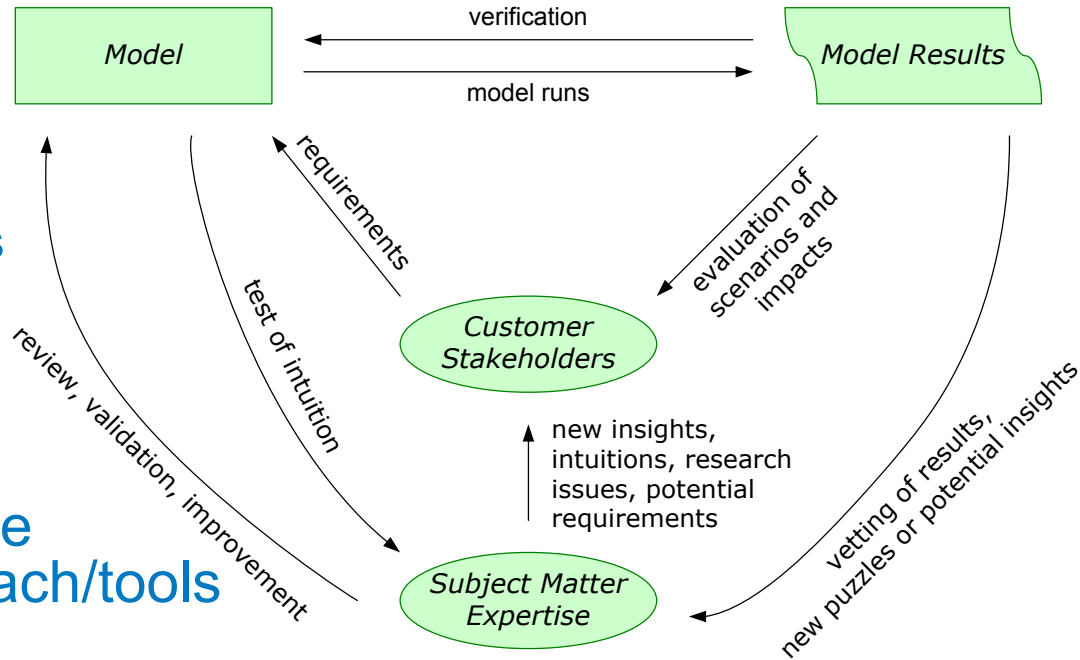 verification
Model
Model Results
model runs
requirements
evaluation of
scenarios and
impacts
s
test of intuition
Customer
Stakeholders
review, validation, improvement
new insights,
intuitions, research
issues, potential
requirements
vetting of results,
new puzzles or potential insights
e
ach/tools
Subject Matter
Expertise